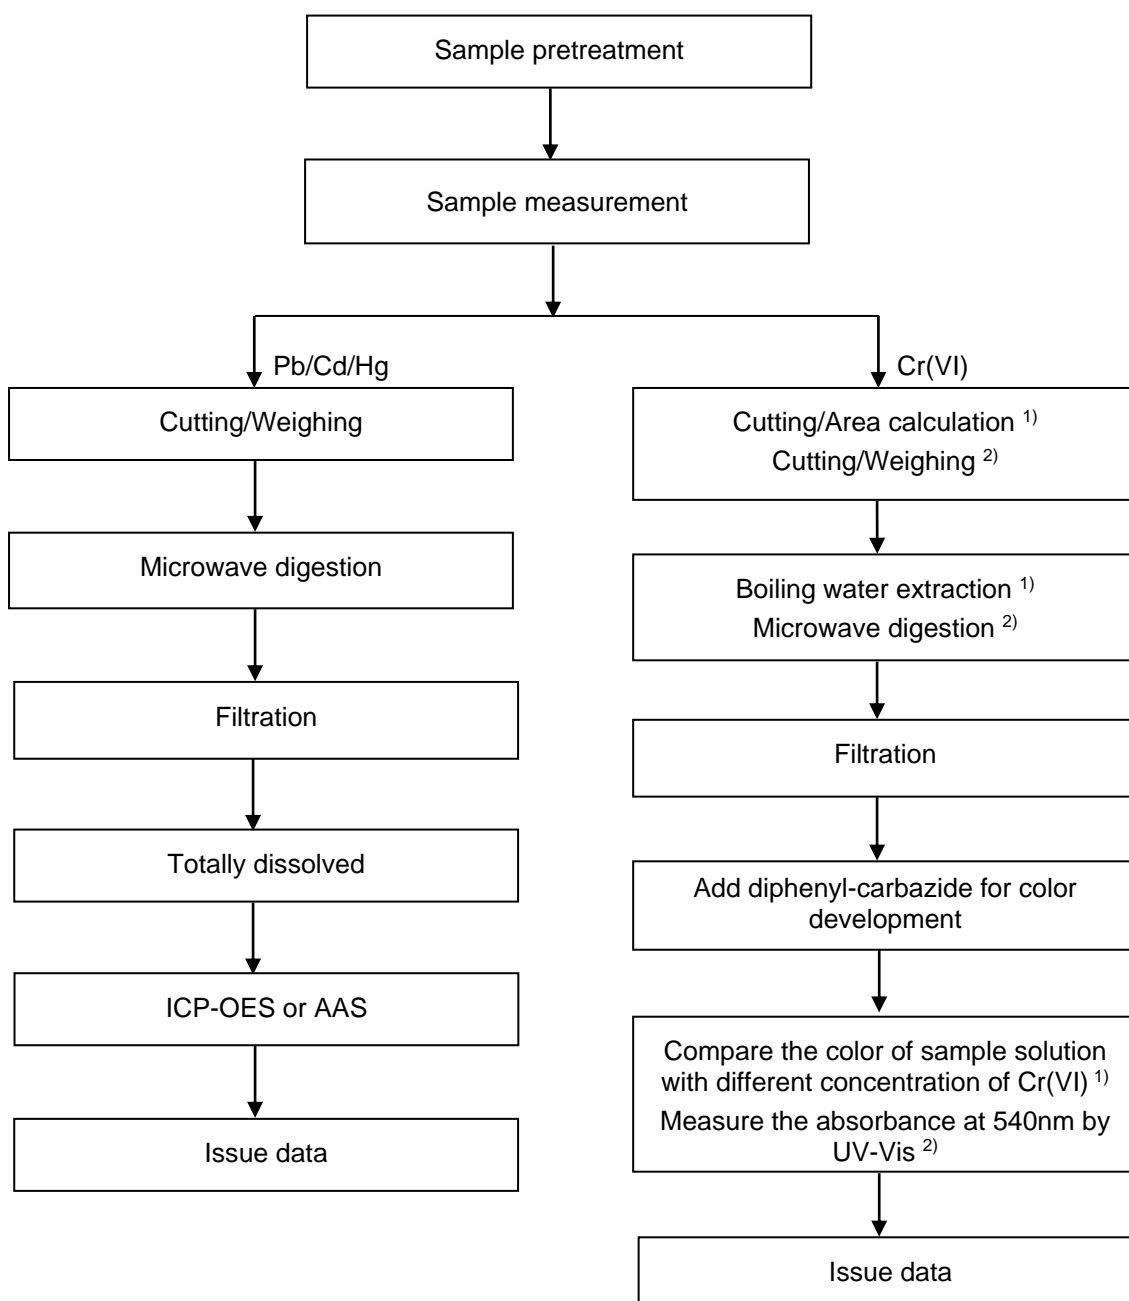 Sample pretreatment
Sample measurement
Pb/Cd/Hg
Cutting/Weighing
Microwave digestion
Filtration
Totally dissolved
ICP-OES or AAS
Issue data
Cr(VI)
Cutting/Area calculation 1)
Cutting/Weighing 2)
Boiling water extraction 1)
Microwave digestion 2)
Filtration
Add diphenyl-carbazide for color
development
Compare the color of sample solution
with different concentration of Cr(VI) 1)
Measure the absorbance at 540nm by
UV-Vis 2)
Issue data